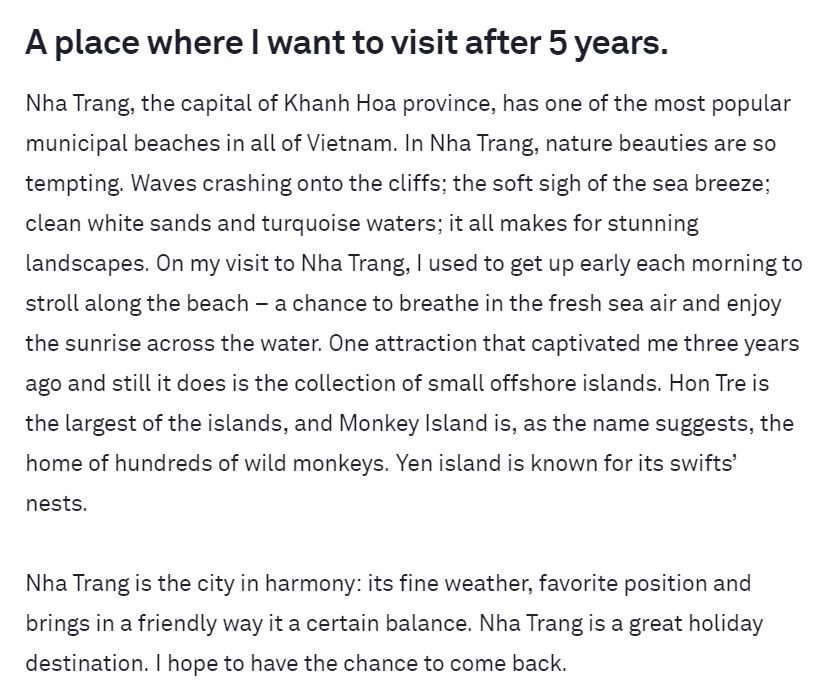 A place where I want to visit after 5 years.
Nha Trang, the capital of Khanh Hoa province, has one of the most popular
municipal beaches in all of Vietnam. In Nha Trang, nature beauties are so
tempting. Waves crashing onto the cliffs; the soft sigh of the sea breeze;
clean white sands and turquoise waters; it all makes for stunning
landscapes. On my visit to Nha Trang, I used to get up early each morning to
stroll along the beach – a chance to breathe in the fresh sea air and enjoy
the sunrise across the water. One attraction that captivated me three years
ago and still it does is the collection of small offshore islands. Hon Tre is
the largest of the islands, and Monkey Island is, as the name suggests, the
home of hundreds of wild monkeys. Yen island is known for its swifts’
nests.
Nha Trang is the city in harmony: its fine weather, favorite position and
brings in a friendly way it a certain balance. Nha Trang is a great holiday
destination. I hope to have the chance to come back.